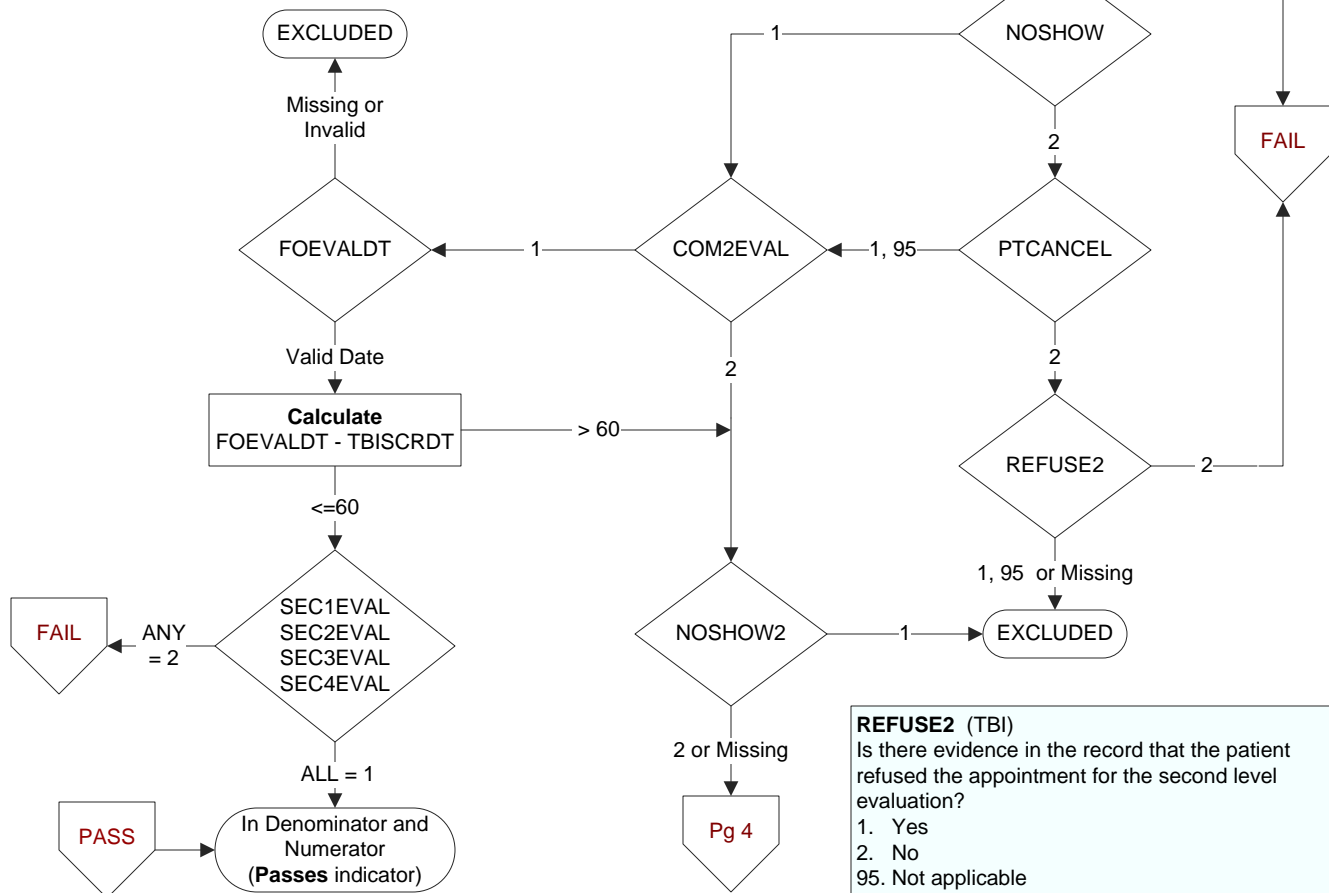 EXCLUDED
NOSHOW
1
Missing or
Invalid
2
FAIL
FOEVALDT
1
COM2EVAL
1, 95
PTCANCEL
Valid Date
2
2
Calculate
FOEVALDT - TBISCRDT
> 60
REFUSE2
2
<=60
1, 95 or Missing
SEC1EVAL
SEC2EVAL
SEC3EVAL
SEC4EVAL
FAIL
ANY
= 2
NOSHOW2
1
EXCLUDED
2 or Missing
ALL = 1
PASS
In Denominator and
Numerator
(Passes indicator)
Pg 4
REFUSE2 (TBI)
Is there evidence in the record that the patient
refused the appointment for the second level
evaluation?
1. Yes
2. No
95. Not applicable